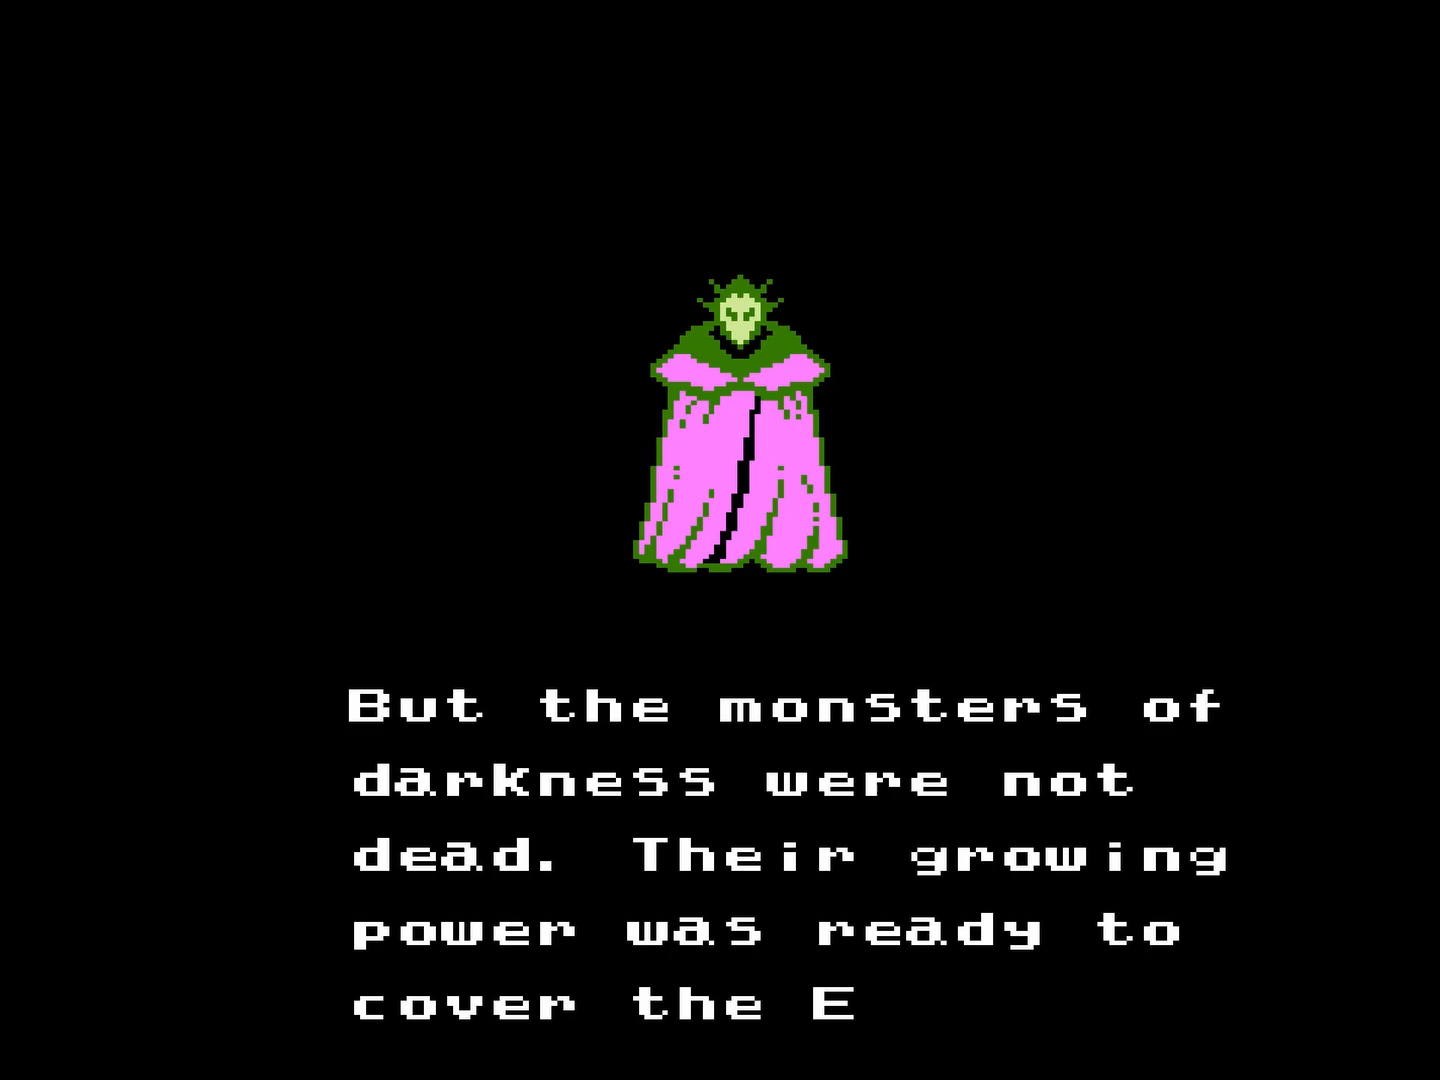 But the monsters of
darkness were not
dead. Their growing
power was ready to
cover the E